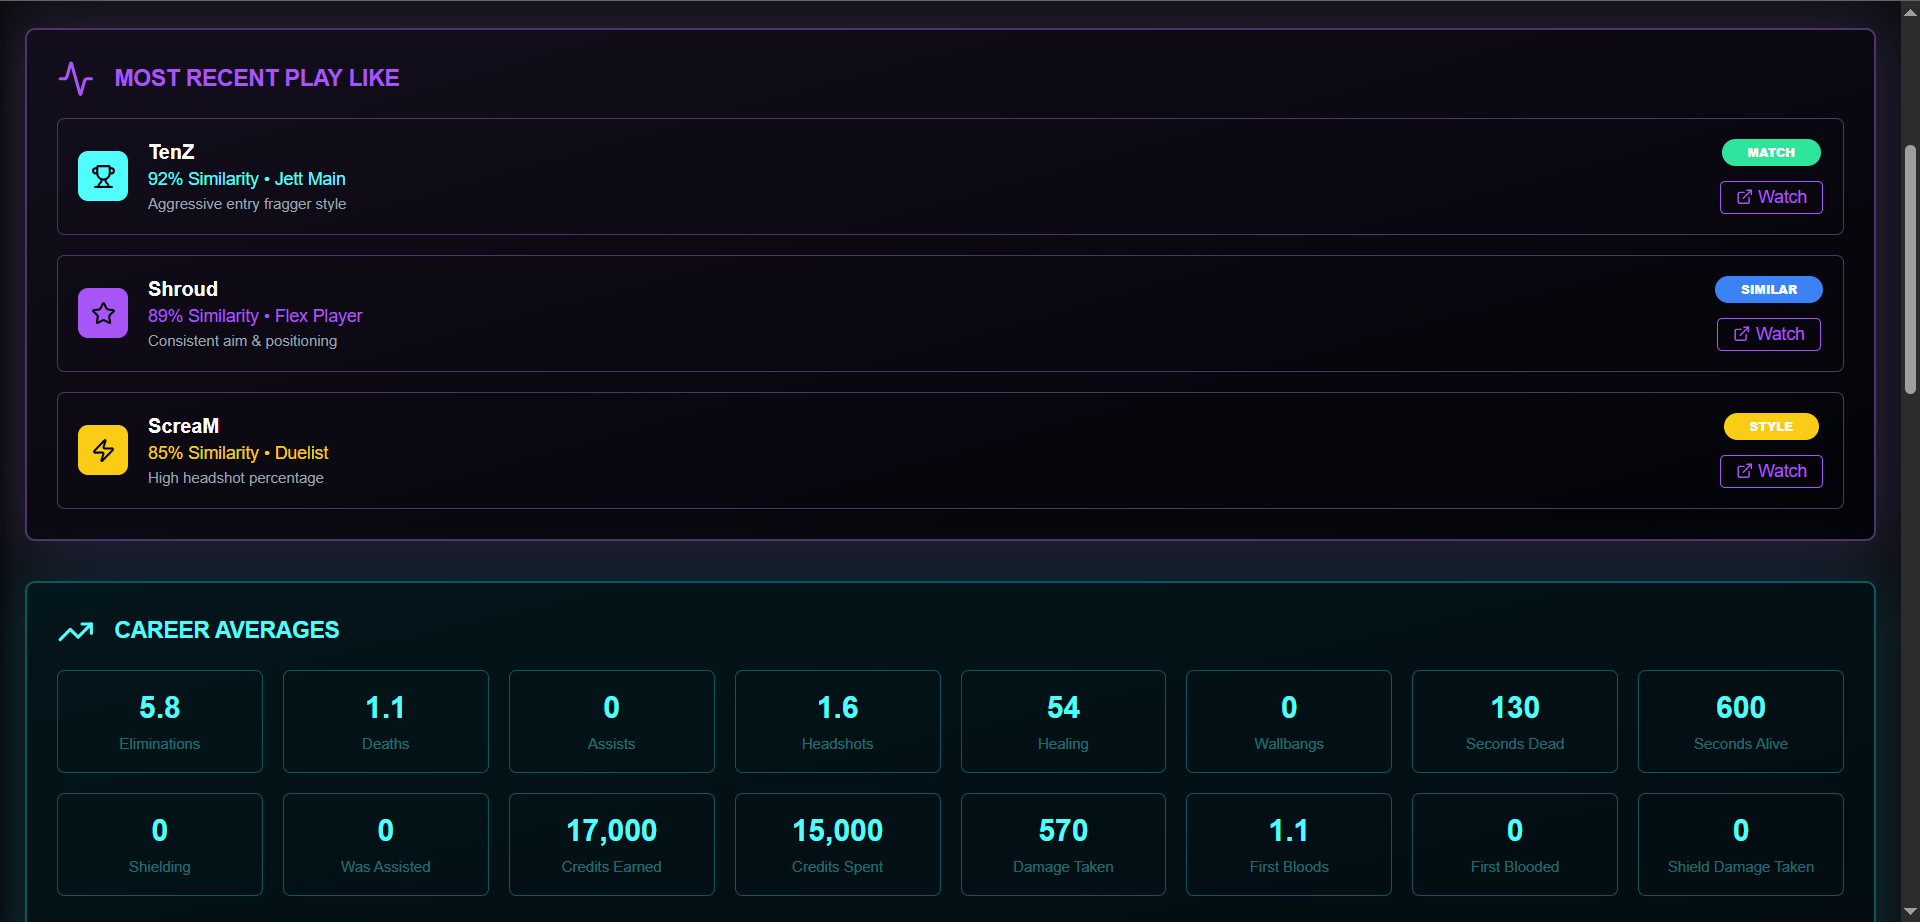 MOST RECENT PLAY LIKE
TenZ
92% Similarity • Jett Main
Aggressive entry fragger style
MATCH
Watch
Shroud
89% Similarity • Flex Player
Consistent aim & positioning
SIMILAR
Watch
ScreaM
85% Similarity • Duelist
High headshot percentage
STYLE
Watch
CAREER AVERAGES
5.8
Eliminations
1.1
Deaths
0
Assists
1.6
Headshots
54
Healing
0
Wallbangs
130
Seconds Dead
600
Seconds Alive
0
Shielding
0
Was Assisted
17,000
Credits Earned
15,000
Credits Spent
570
Damage Taken
1.1
First Bloods
0
First Blooded
0
Shield Damage Taken